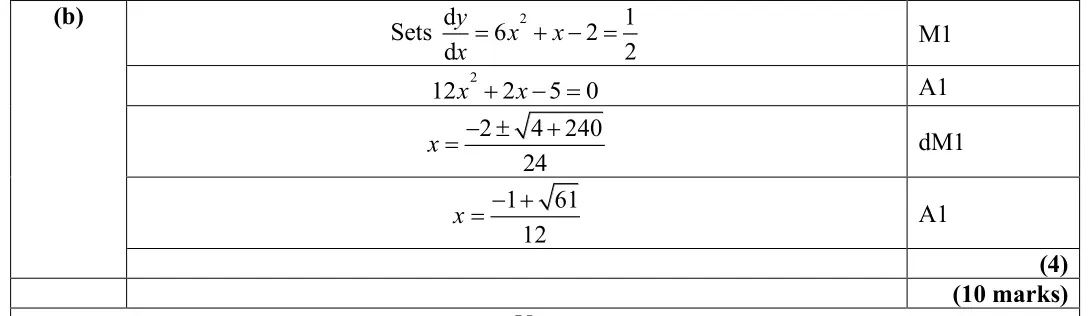 (b) Sets dy/dx = 6x² + x − 2 = 1/2 M1
12x² + 2x − 5 = 0 A1
x = (−2 ± √(4 + 240))/24 dM1
x = (−1 + √61)/12 A1
(4)
(10 marks)